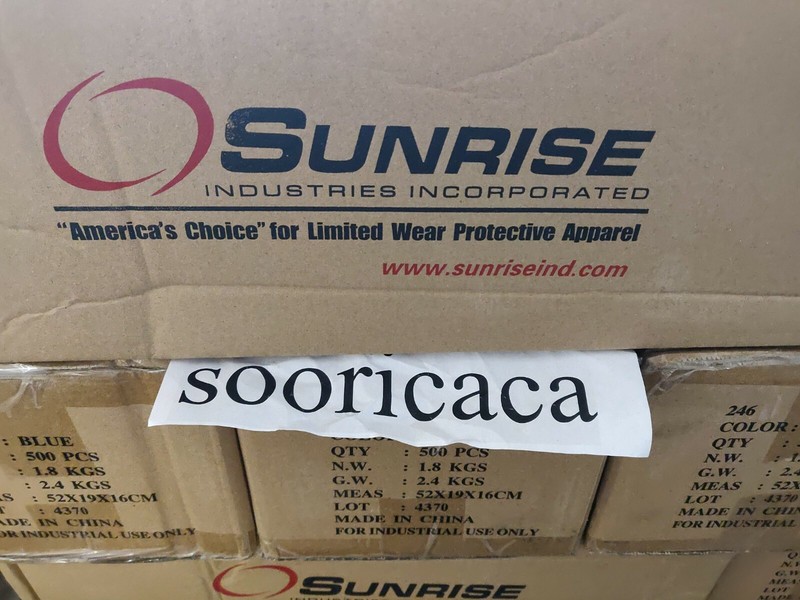 SUNRISE
INDUSTRIES INCORPORATED
"America's Choice" for Limited Wear Protective Apparel
www.sunriseind.com
sooricaca
: BLUE
: 500 PCS
: 1.8 KGS
: 2.4 KGS
: 52X19X16CM
: 4370
MADE IN CHINA
FOR INDUSTRIAL USE ONLY
QTY : 500 PCS
N.W. : 1.8 KGS
G.W. : 2.4 KGS
MEAS : 52X19X16CM
LOT : 4370
MADE IN CHINA
FOR INDUSTRIAL USE ONLY
246
COLOR :
QTY :
N.W. :
G.W. :
MEAS : 52X
LOT : 4370
MADE IN CHINA
FOR INDUSTRIAL
SUNRISE